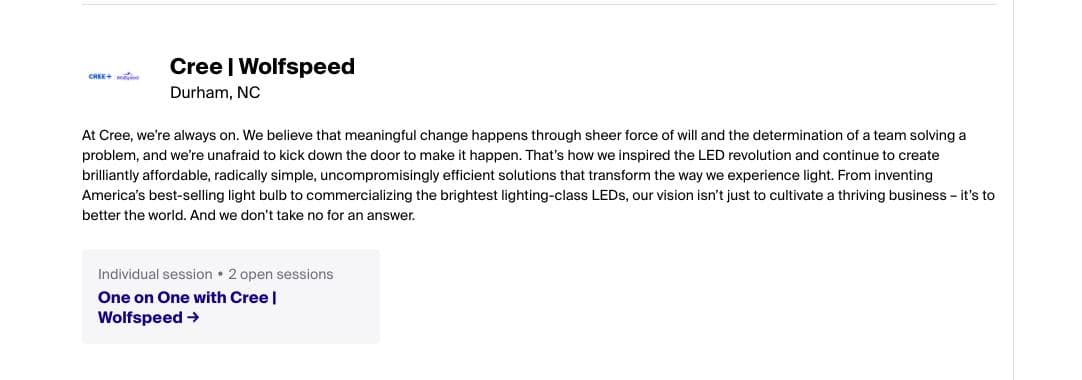 CREE+ Wolfspeed
Cree | Wolfspeed
Durham, NC
At Cree, we're always on. We believe that meaningful change happens through sheer force of will and the determination of a team solving a
problem, and we're unafraid to kick down the door to make it happen. That's how we inspired the LED revolution and continue to create
brilliantly affordable, radically simple, uncompromisingly efficient solutions that transform the way we experience light. From inventing
America's best-selling light bulb to commercializing the brightest lighting-class LEDs, our vision isn't just to cultivate a thriving business – it's to
better the world. And we don't take no for an answer.
Individual session • 2 open sessions
One on One with Cree |
Wolfspeed →